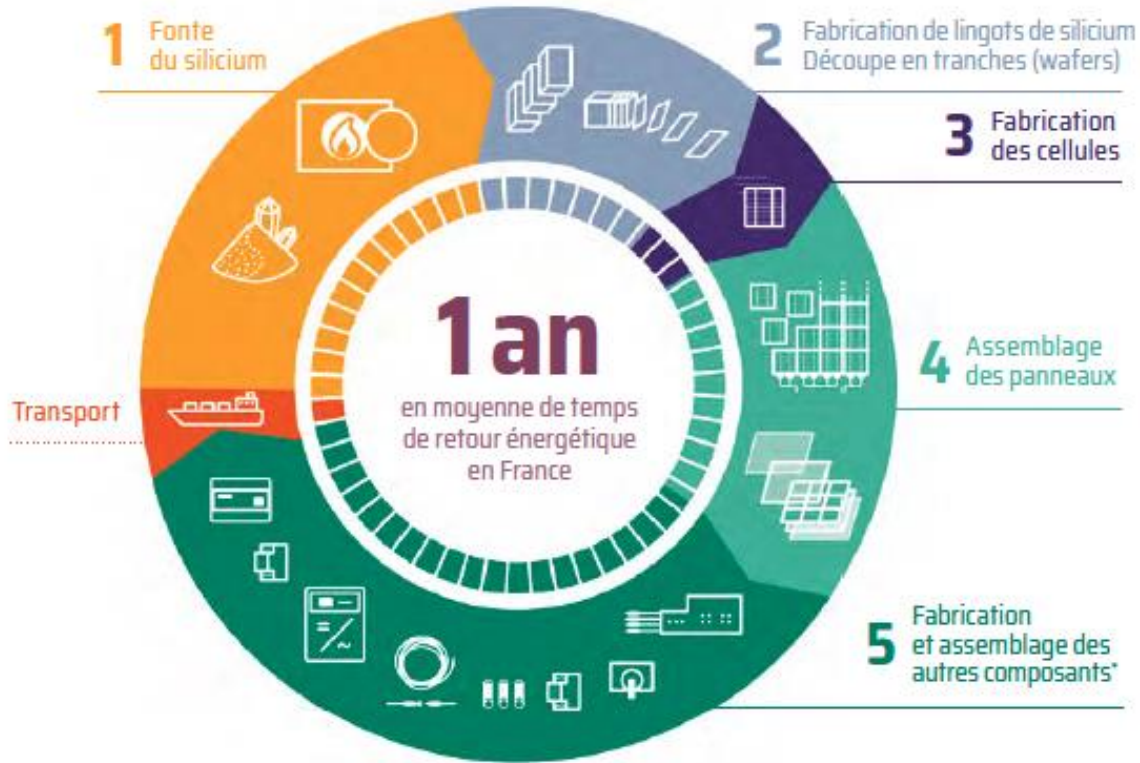 1 Fonte
du silicium
2 Fabrication de lingots de silicium
Découpe en tranches (wafers)
3 Fabrication
des cellules
1 an
en moyenne de temps
de retour énergétique
en France
4 Assemblage
des panneaux
Transport
5 Fabrication
et assemblage des
autres composants*